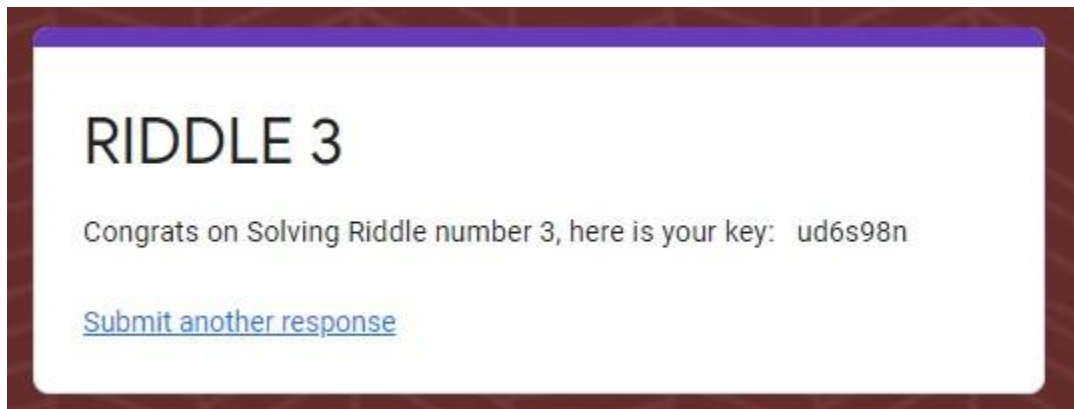 RIDDLE 3
Congrats on Solving Riddle number 3, here is your key: ud6s98n
Submit another response